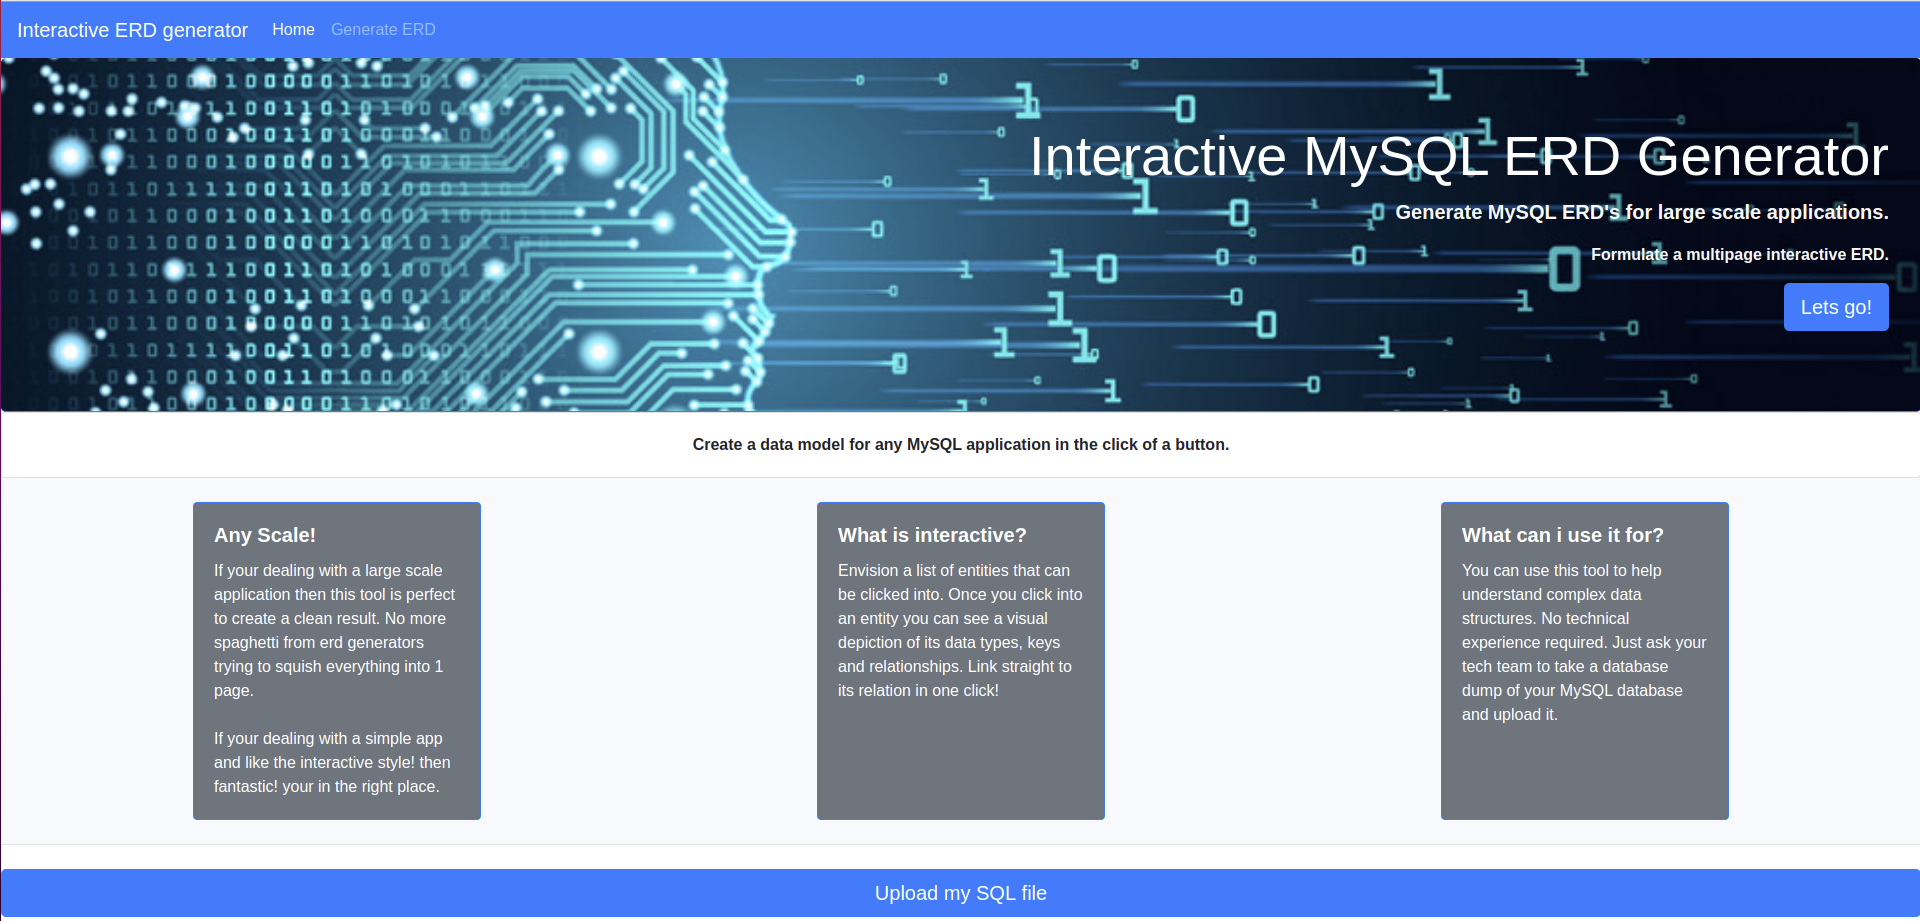 Interactive ERD generator Home Generate ERD
Interactive MySQL ERD Generator
Generate MySQL ERD's for large scale applications.
Formulate a multipage interactive ERD.
Lets go!
Create a data model for any MySQL application in the click of a button.
Any Scale!
If your dealing with a large scale
application then this tool is perfect
to create a clean result. No more
spaghetti from erd generators
trying to squish everything into 1
page.
If your dealing with a simple app
and like the interactive style! then
fantastic! your in the right place.
What is interactive?
Envision a list of entities that can
be clicked into. Once you click into
an entity you can see a visual
depiction of its data types, keys
and relationships. Link straight to
its relation in one click!
What can i use it for?
You can use this tool to help
understand complex data
structures. No technical
experience required. Just ask your
tech team to take a database
dump of your MySQL database
and upload it.
Upload my SQL file